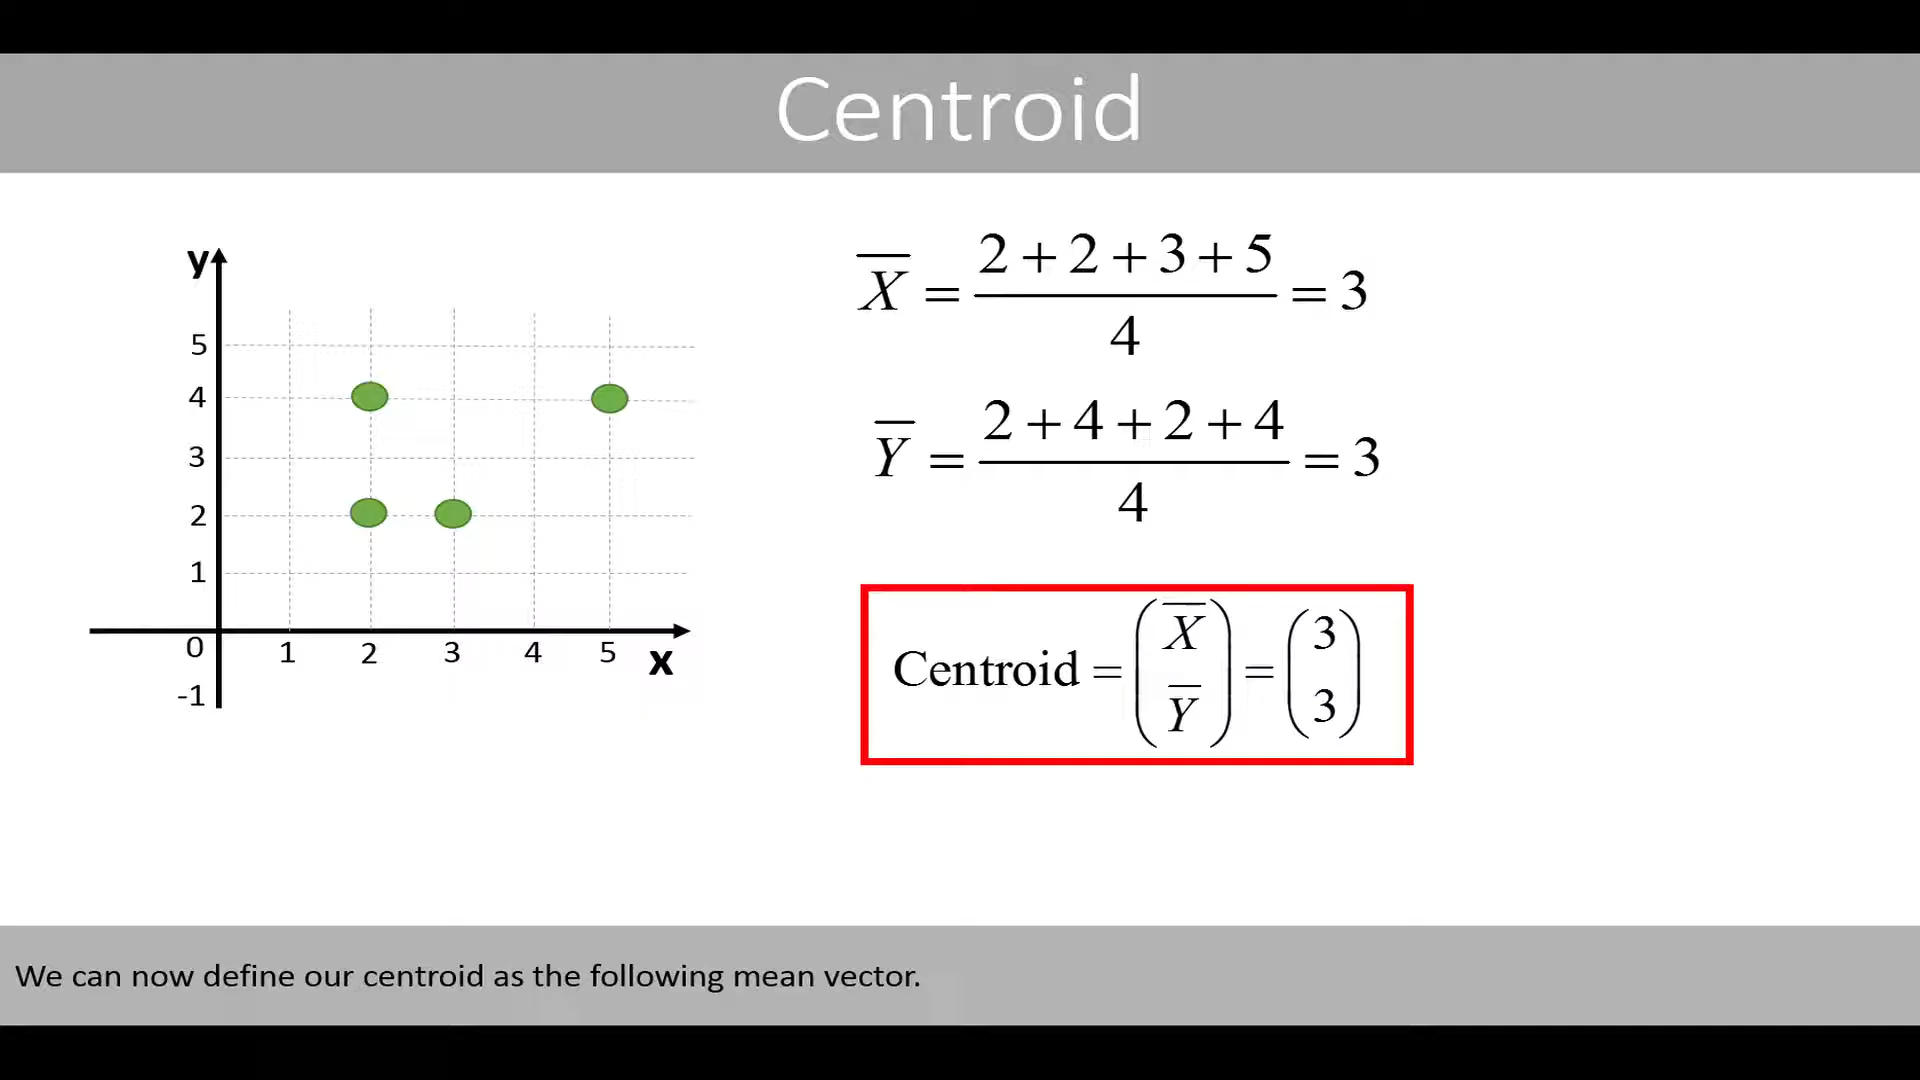 Centroid
y
5
4
3
2
1
0
-1
1 2 3 4 5 x
X̅ = (2 + 2 + 3 + 5) / 4 = 3
Y̅ = (2 + 4 + 2 + 4) / 4 = 3
Centroid = (X̅ Y̅) = (3 3)
We can now define our centroid as the following mean vector.